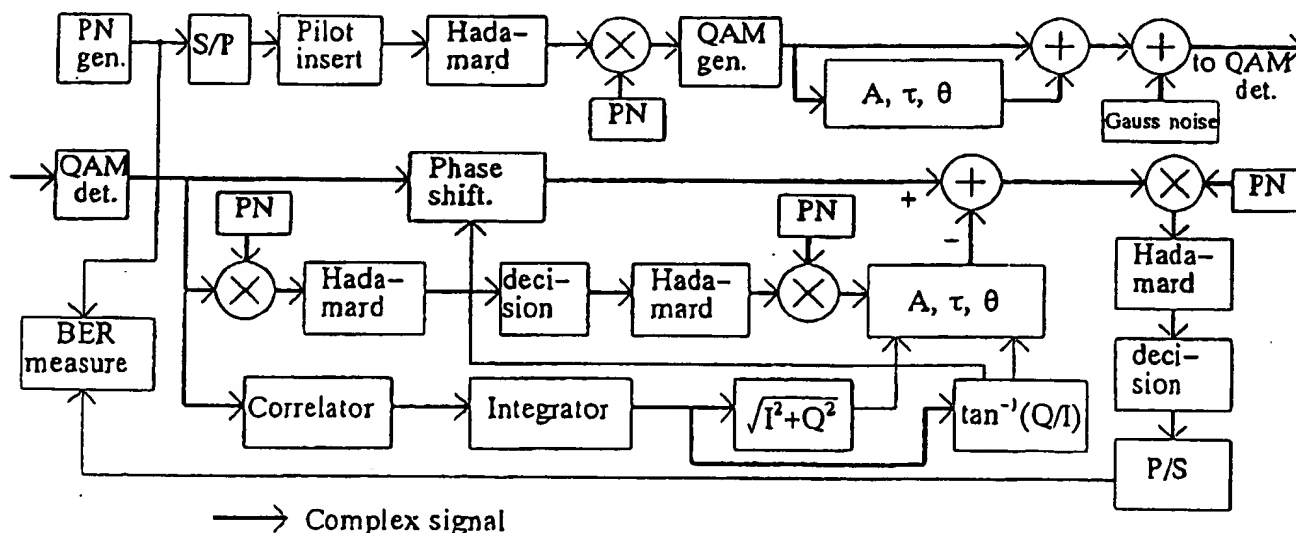 PN
gen.
S/P
Pilot
insert
Hada-
mard
PN
QAM
gen.
A, τ, θ
Gauss noise
to QAM
det.
QAM
det.
PN
Phase
shift.
+
-
PN
PN
Hada-
mard
deci-
sion
Hada-
mard
A, τ, θ
Hada-
mard
BER
measure
deci-
sion
Correlator
Integrator
√I²+Q²
tan⁻¹(Q/I)
P/S
Complex signal